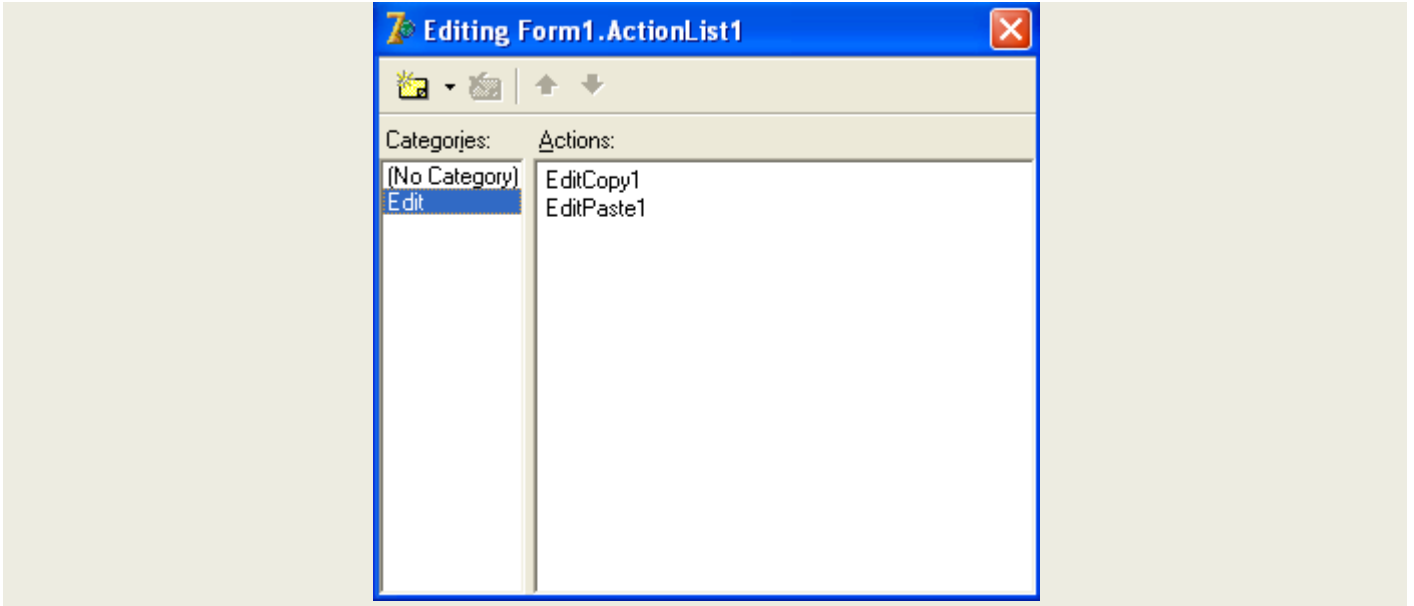 Editing Form1.ActionList1
Categories:
Actions:
(No Category)
Edit
EditCopy1
EditPaste1